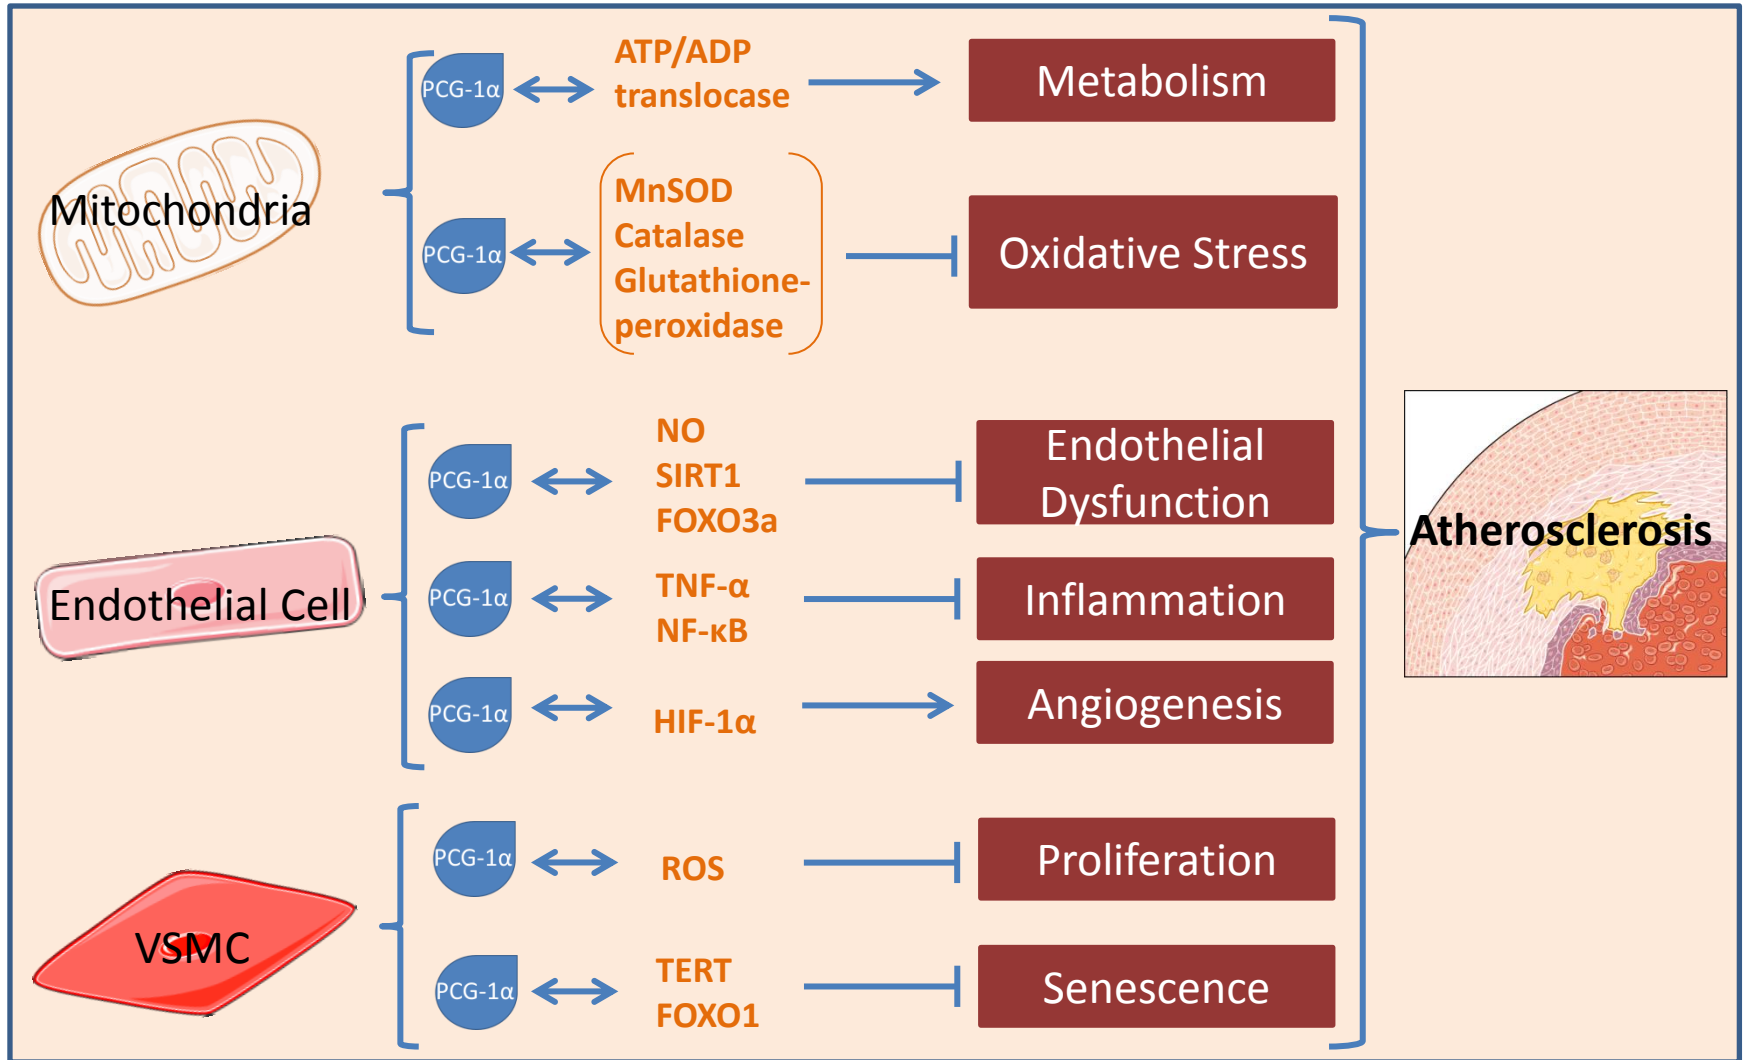 Mitochondria
PCG-1α
ATP/ADP
translocase
Metabolism
PCG-1α
MnSOD
Catalase
Glutathione-
peroxidase
Oxidative Stress
Endothelial Cell
PCG-1α
NO
SIRT1
FOXO3a
Endothelial
Dysfunction
PCG-1α
TNF-α
NF-κB
Inflammation
PCG-1α
HIF-1α
Angiogenesis
VSMC
PCG-1α
ROS
Proliferation
PCG-1α
TERT
FOXO1
Senescence
Atherosclerosis